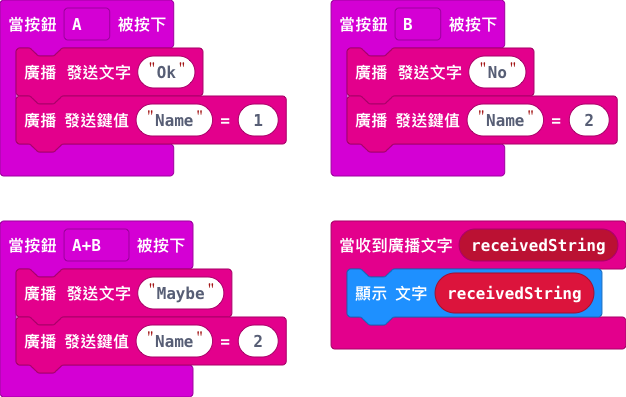 當按鈕 A 被按下
廣播 發送文字 "Ok"
廣播 發送鍵值 "Name" = 1
當按鈕 B 被按下
廣播 發送文字 "No"
廣播 發送鍵值 "Name" = 2
當按鈕 A+B 被按下
廣播 發送文字 "Maybe"
廣播 發送鍵值 "Name" = 2
當收到廣播文字 receivedString
顯示 文字 receivedString